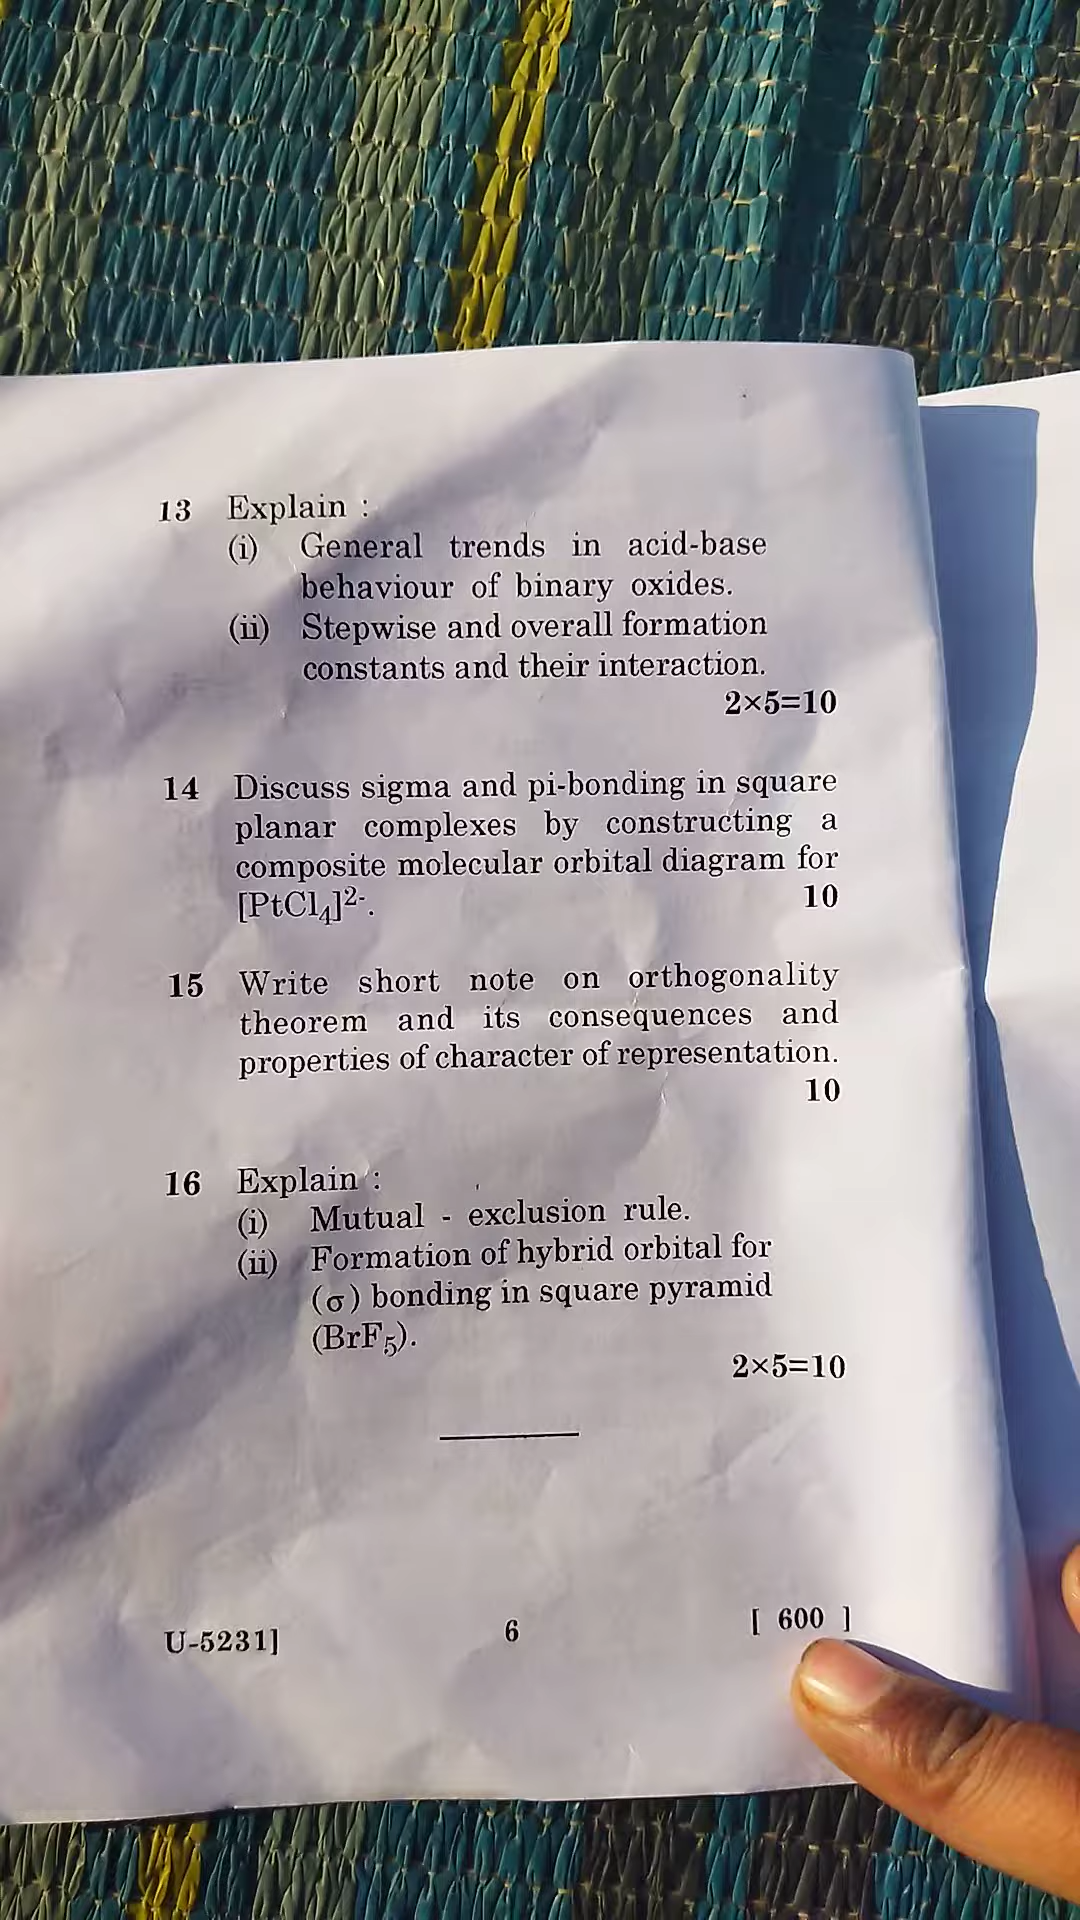 13 Explain :
(i) General trends in acid-base
behaviour of binary oxides.
(ii) Stepwise and overall formation
constants and their interaction.
2×5=10
14 Discuss sigma and pi-bonding in square
planar complexes by constructing a
composite molecular orbital diagram for
[PtCl₄]²⁻. 10
15 Write short note on orthogonality
theorem and its consequences and
properties of character of representation.
10
16 Explain :
(i) Mutual - exclusion rule.
(ii) Formation of hybrid orbital for
(σ) bonding in square pyramid
(BrF₅).
2×5=10
U-5231] 6 [ 600 ]